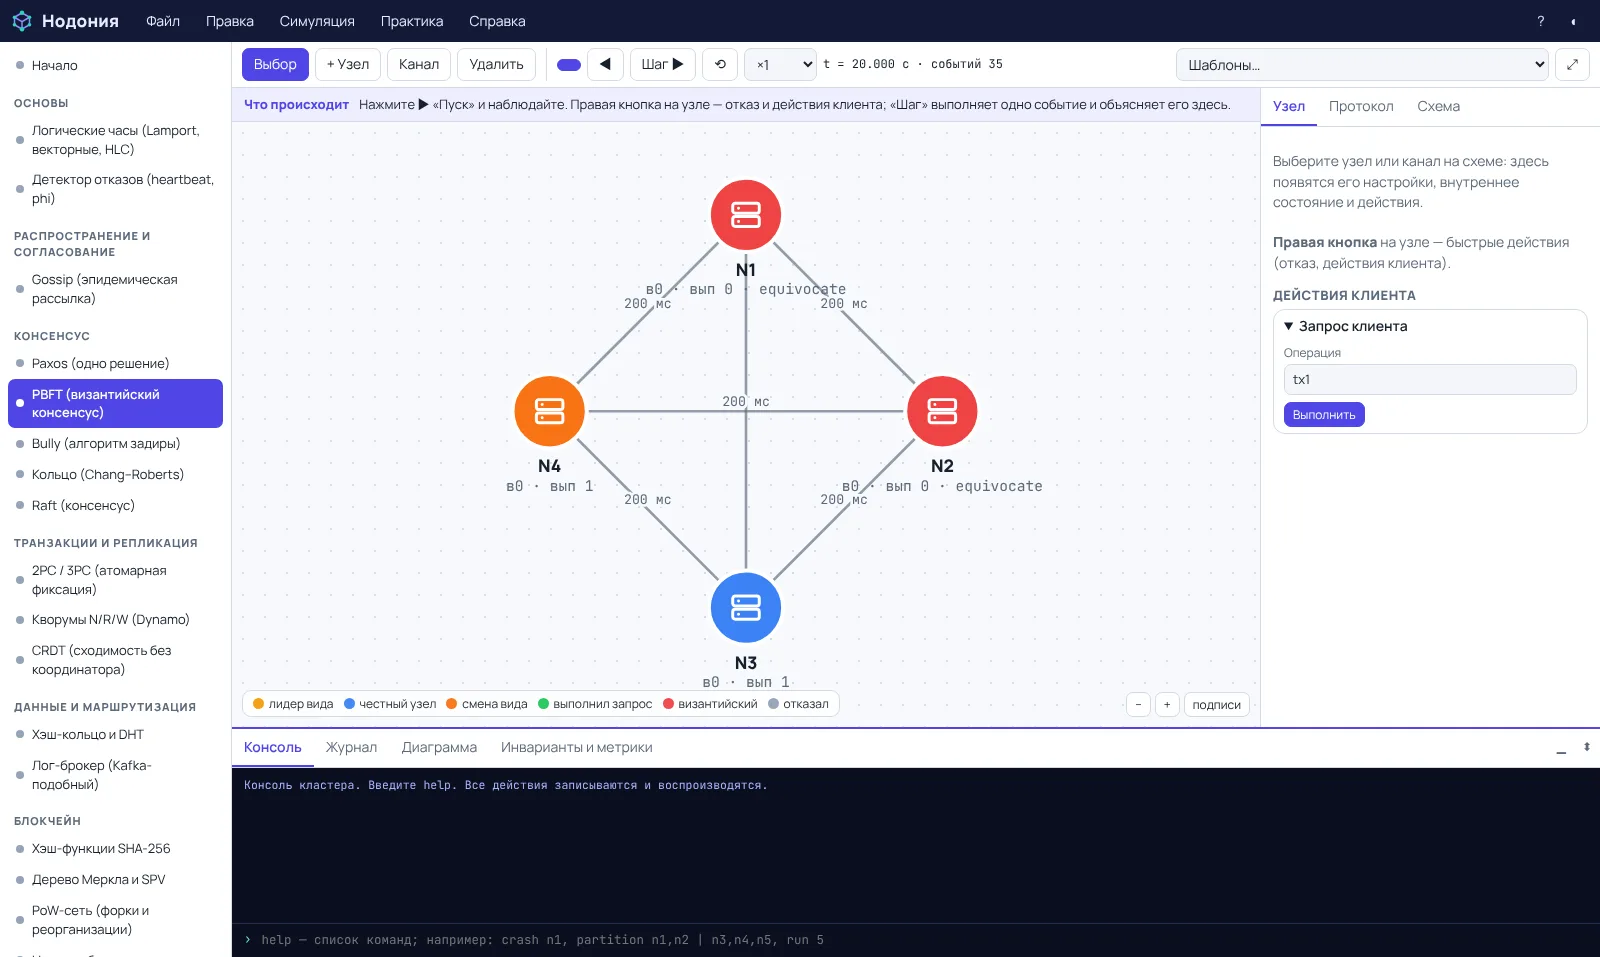 Нодония
Файл
Правка
Симуляция
Практика
Справка
?
Начало
ОСНОВЫ
Логические часы (Lamport,
векторные, HLC)
Детектор отказов (heartbeat,
phi)
РАСПРОСТРАНЕНИЕ И
СОГЛАСОВАНИЕ
Gossip (эпидемическая
рассылка)
КОНСЕНСУС
Paxos (одно решение)
PBFT (византийский
консенсус)
Bully (алгоритм задиры)
Кольцо (Chang–Roberts)
Raft (консенсус)
ТРАНЗАКЦИИ И РЕПЛИКАЦИЯ
2PC / 3PC (атомарная
фиксация)
Кворумы N/R/W (Dynamo)
CRDT (сходимость без
координатора)
ДАННЫЕ И МАРШРУТИЗАЦИЯ
Хэш-кольцо и DHT
Лог-брокер (Kafka-
подобный)
БЛОКЧЕЙН
Хэш-функции SHA-256
Дерево Меркла и SPV
PoW-сеть (форки и
реорганизации)
Выбор
+ Узел
Канал
Удалить
◀
Шаг ▶
⟲
×1
t = 20.000 с · событий 35
Шаблоны...
⤢
Что происходит Нажмите ▶ «Пуск» и наблюдайте. Правая кнопка на узле — отказ и действия клиента; «Шаг» выполняет одно событие и объясняет его здесь.
N1
в0 · вып 0 · equivocate
200 мс
200 мс
200 мс
N4
в0 · вып 1
N2
в0 · вып 0 · equivocate
200 мс
200 мс
N3
в0 · вып 1
лидер вида
честный узел
смена вида
выполнил запрос
византийский
отказал
−
+
подписи
Узел
Протокол
Схема
Выберите узел или канал на схеме: здесь
появятся его настройки, внутреннее
состояние и действия.
Правая кнопка на узле — быстрые действия
(отказ, действия клиента).
ДЕЙСТВИЯ КЛИЕНТА
▼ Запрос клиента
Операция
tx1
Выполнить
Консоль
Журнал
Диаграмма
Инварианты и метрики
Консоль кластера. Введите help. Все действия записываются и воспроизводятся.
› help — список команд; например: crash n1, partition n1,n2 | n3,n4,n5, run 5